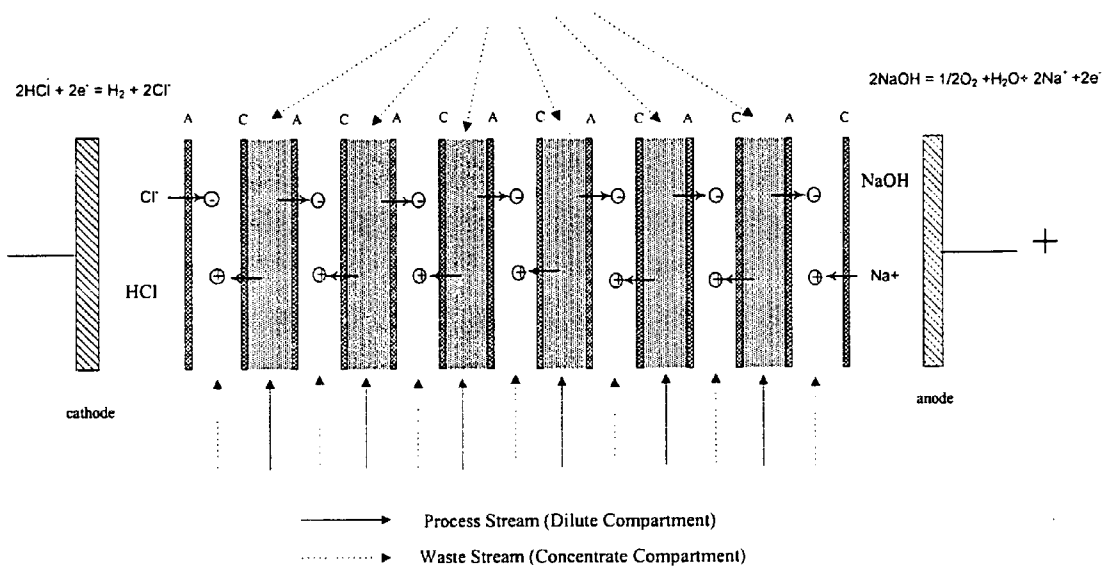 2HCl + 2e⁻ = H₂ + 2Cl⁻
2NaOH = 1/2O₂ +H₂O+ 2Na⁺ +2e⁻
A C A C A C A C A C A C A C
Cl⁻ - - - - - - - NaOH
HCl + + + + + + + Na+
+
cathode
anode
Process Stream (Dilute Compartment)
Waste Stream (Concentrate Compartment)